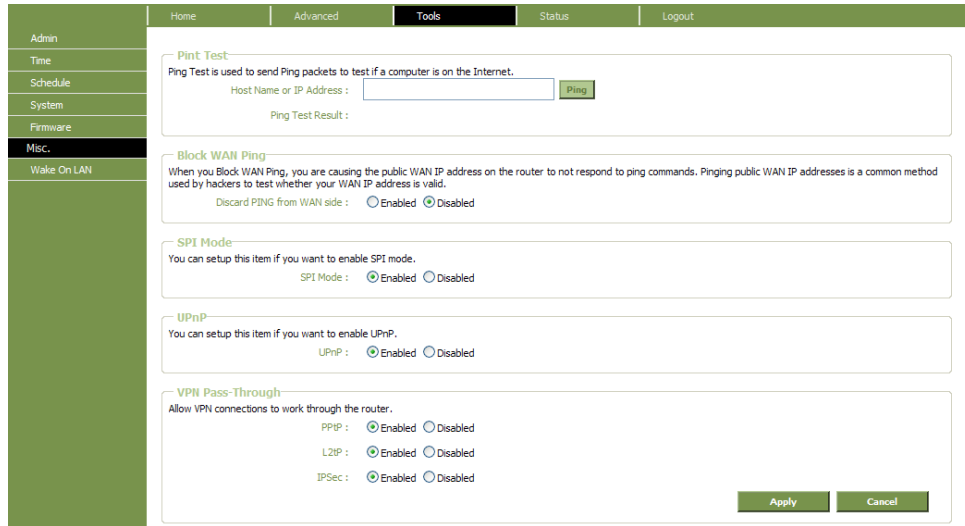 Home Advanced Tools Status Logout
Admin
Time
Schedule
System
Firmware
Misc.
Wake On LAN
Pint Test
Ping Test is used to send Ping packets to test if a computer is on the Internet.
Host Name or IP Address : Ping
Ping Test Result :
Block WAN Ping
When you Block WAN Ping, you are causing the public WAN IP address on the router to not respond to ping commands. Pinging public WAN IP addresses is a common method
used by hackers to test whether your WAN IP address is valid.
Discard PING from WAN side : Enabled Disabled
SPI Mode
You can setup this item if you want to enable SPI mode.
SPI Mode : Enabled Disabled
UPnP
You can setup this item if you want to enable UPnP.
UPnP : Enabled Disabled
VPN Pass-Through
Allow VPN connections to work through the router.
PPtP : Enabled Disabled
L2tP : Enabled Disabled
IPSec : Enabled Disabled
Apply Cancel